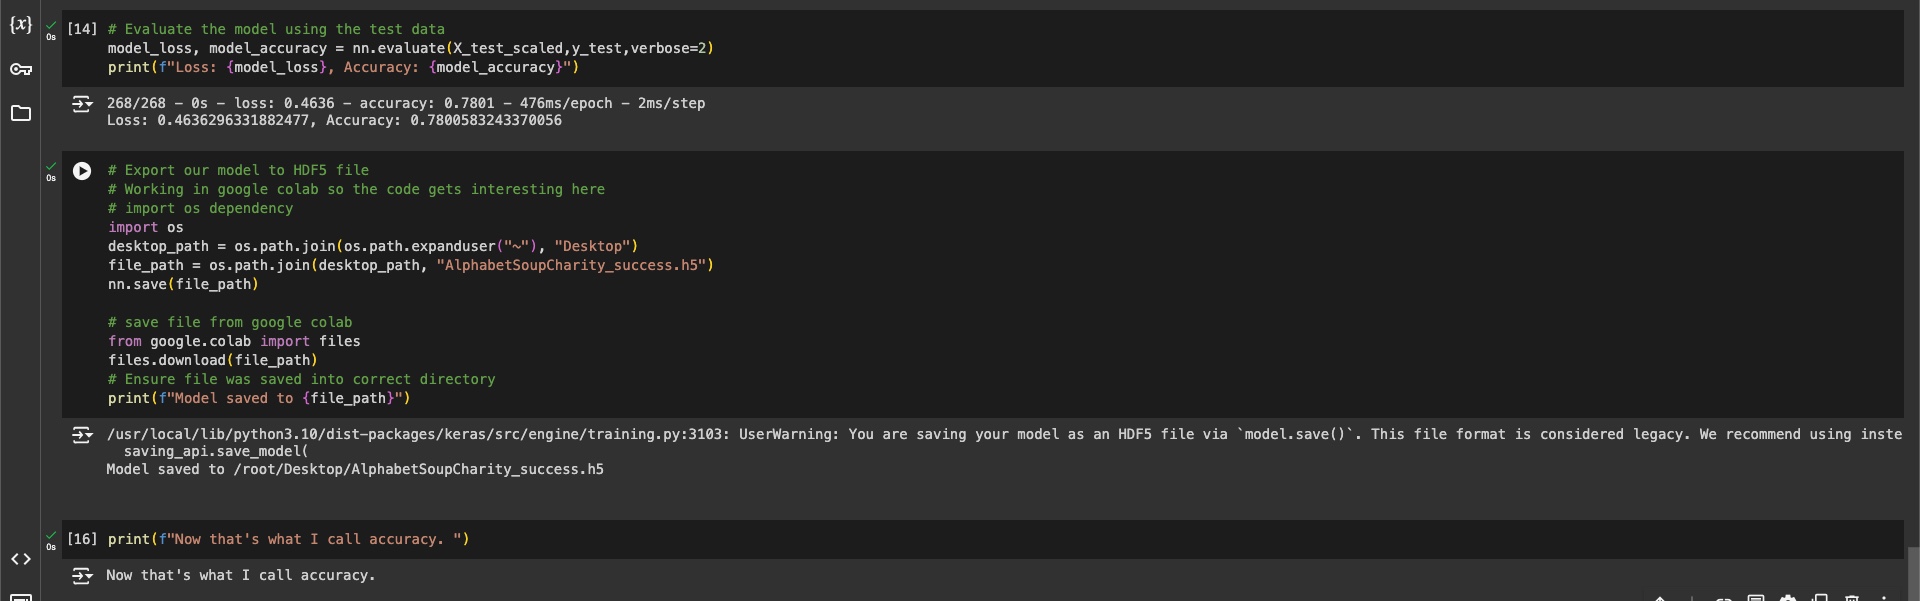 {x}
0s
[14] # Evaluate the model using the test data
model_loss, model_accuracy = nn.evaluate(X_test_scaled,y_test,verbose=2)
print(f"Loss: {model_loss}, Accuracy: {model_accuracy}")
268/268 - 0s - loss: 0.4636 - accuracy: 0.7801 - 476ms/epoch - 2ms/step
Loss: 0.4636296331882477, Accuracy: 0.7800583243370056
0s
# Export our model to HDF5 file
# Working in google colab so the code gets interesting here
# import os dependency
import os
desktop_path = os.path.join(os.path.expanduser("~"), "Desktop")
file_path = os.path.join(desktop_path, "AlphabetSoupCharity_success.h5")
nn.save(file_path)
# save file from google colab
from google.colab import files
files.download(file_path)
# Ensure file was saved into correct directory
print(f"Model saved to {file_path}")
/usr/local/lib/python3.10/dist-packages/keras/src/engine/training.py:3103: UserWarning: You are saving your model as an HDF5 file via `model.save()`. This file format is considered legacy. We recommend using inste
saving_api.save_model(
Model saved to /root/Desktop/AlphabetSoupCharity_success.h5
0s
[16] print(f"Now that's what I call accuracy. ")
Now that's what I call accuracy.